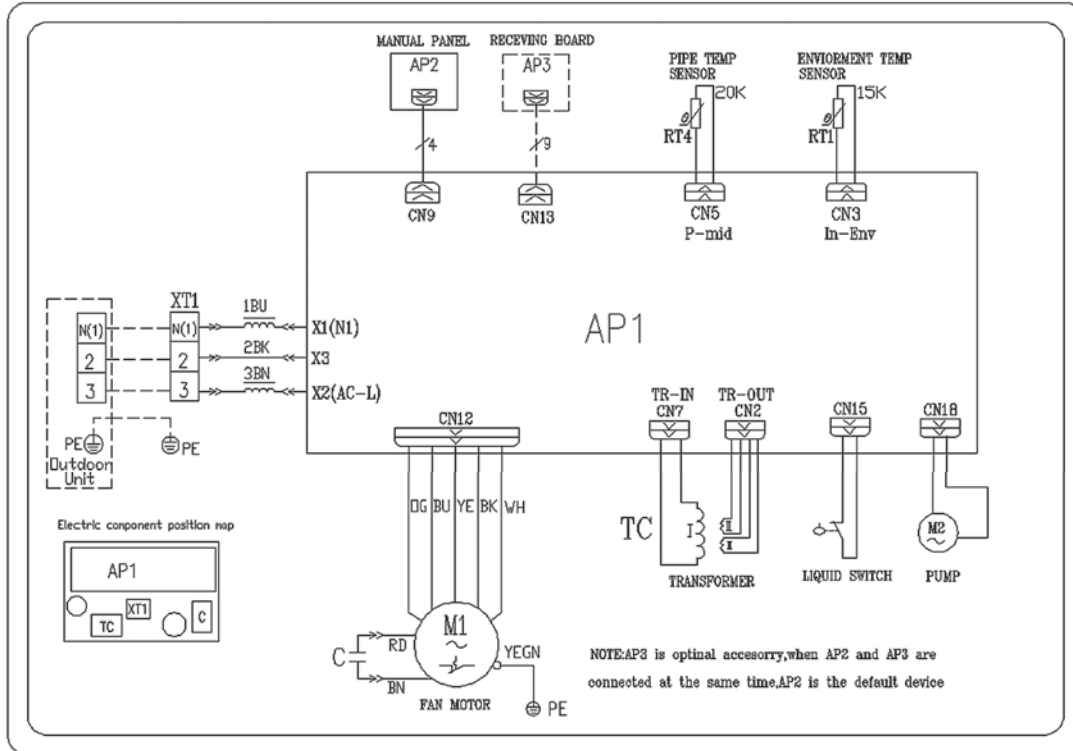 MANUAL PANEL
RECEVING BOARD
AP2
AP3
PIPE TEMP
SENSOR
20K
RT4
ENVIORMENT TEMP
SENSOR
15K
RT1
4
9
CN9
CN13
CN5
P-mid
CN3
In-Env
XT1
N(1)
2
3
PE
Outdoor
Unit
N(1)
2
3
PE
1BU
2BK
3BN
X1(N1)
X3
X2(AC-L)
AP1
CN12
TR-IN
CN7
TR-OUT
CN2
CN15
CN18
OG BU YE BK WH
TC
I
I
I
TRANSFORMER
LIQUID SWITCH
M2
PUMP
Electric component position map
AP1
XT1
TC
C
C
RD
BN
M1
YEGN
PE
FAN MOTOR
NOTE:AP3 is optinal accesorry,when AP2 and AP3 are
connected at the same time,AP2 is the default device